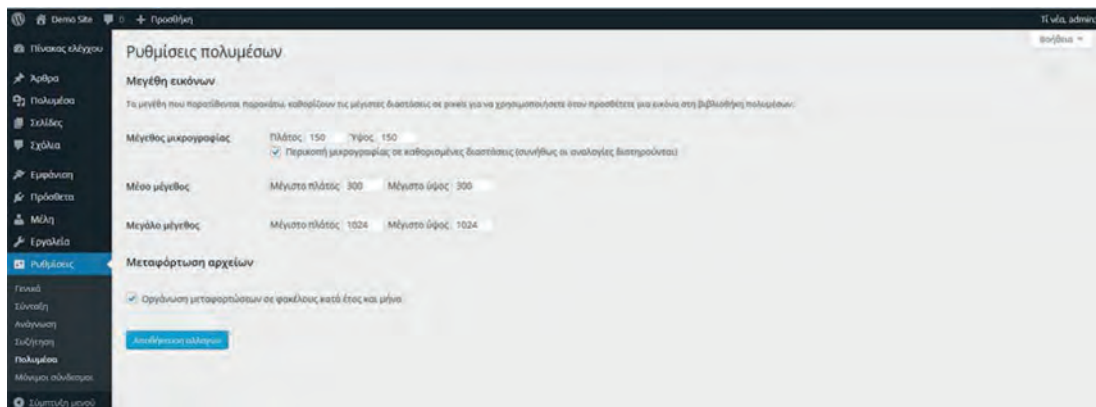 Demo Site 0 + Προσθήκη
Τί νέα, admin;
Βοήθεια
Πίνακας ελέγχου
Άρθρα
Πολυμέσα
Σελίδες
Σχόλια
Εμφάνιση
Πρόσθετα
Μέλη
Εργαλεία
Ρυθμίσεις
Γενικά
Σύνταξη
Ανάγνωση
Συζήτηση
Πολυμέσα
Μόνιμοι σύνδεσμοι
Σύμπτυξη μενού
Ρυθμίσεις πολυμέσων
Μεγέθη εικόνων
Τα μεγέθη που παρατίθενται παρακάτω, καθορίζουν τις μέγιστες διαστάσεις σε pixels για να χρησιμοποιήσετε όταν προσθέτετε μια εικόνα στη βιβλιοθήκη πολυμέσων.
Μέγεθος μικρογραφίας Πλάτος 150 Ύψος 150
Περικοπή μικρογραφίας σε καθορισμένες διαστάσεις (συνήθως οι αναλογίες διατηρούνται)
Μέσο μέγεθος Μέγιστο πλάτος 300 Μέγιστο ύψος 300
Μεγάλο μέγεθος Μέγιστο πλάτος 1024 Μέγιστο ύψος 1024
Μεταφόρτωση αρχείων
Οργάνωση μεταφορτώσεων σε φακέλους κατά έτος και μήνα
Αποθήκευση αλλαγών